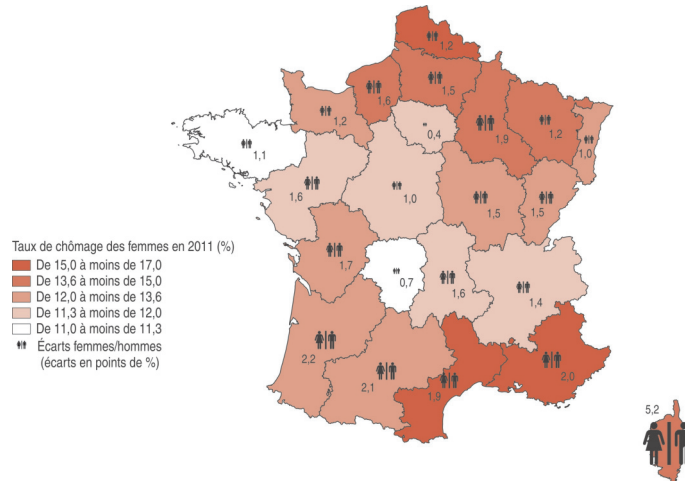 1,2
1,6
1,5
1,2
1,9
1,2
0,4
1,0
1,1
1,6
1,0
1,5
1,5
Taux de chômage des femmes en 2011 (%)
De 15,0 à moins de 17,0
De 13,6 à moins de 15,0
De 12,0 à moins de 13,6
De 11,3 à moins de 12,0
De 11,0 à moins de 11,3
Écarts femmes/hommes
(écarts en points de %)
1,7
0,7
1,6
1,4
2,2
2,1
1,9
2,0
5,2